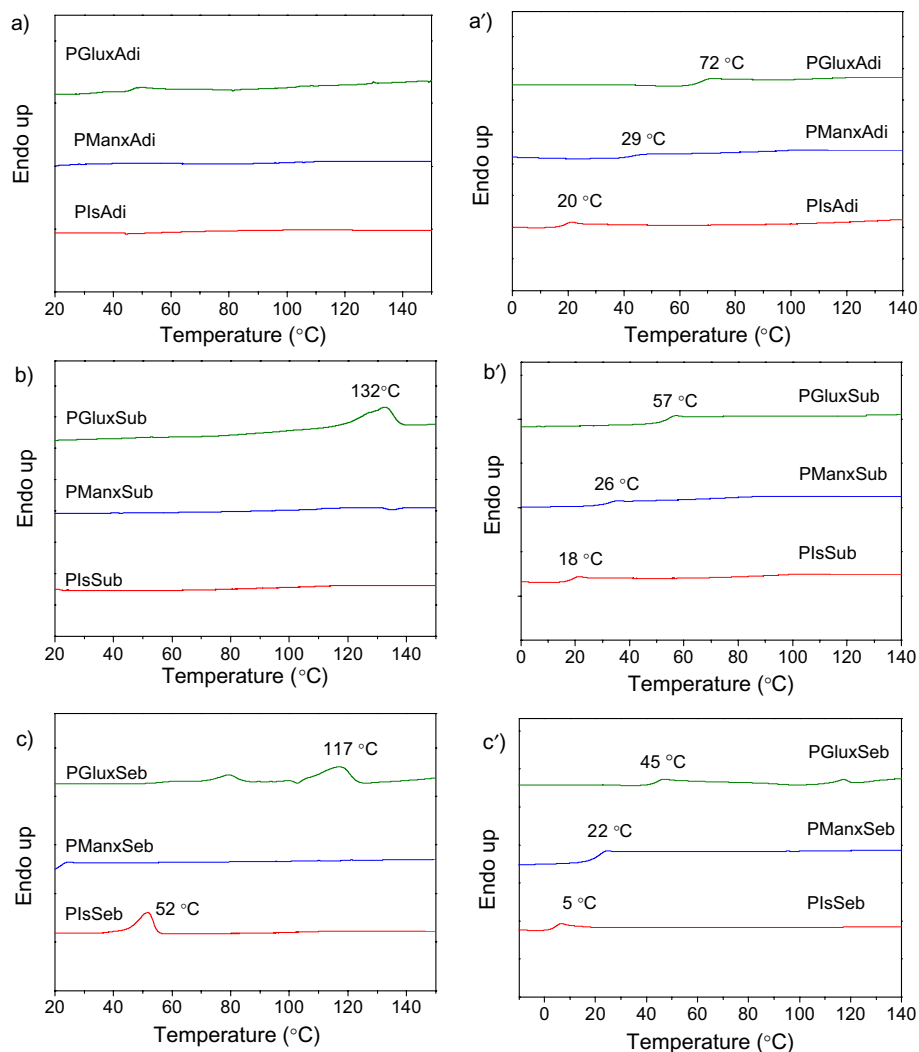 a)
PGluxAdi
PManxAdi
PIsAdi
Endo up
20 40 60 80 100 120 140
Temperature (°C)
a′)
72 °C
PGluxAdi
29 °C
PManxAdi
20 °C
PIsAdi
Endo up
0 20 40 60 80 100 120 140
Temperature (°C)
b)
132°C
PGluxSub
PManxSub
PIsSub
Endo up
20 40 60 80 100 120 140
Temperature (°C)
b′)
57 °C
PGluxSub
26 °C
PManxSub
18 °C
PIsSub
Endo up
0 20 40 60 80 100 120 140
Temperature (°C)
c)
117 °C
PGluxSeb
PManxSeb
PIsSeb
52 °C
Endo up
20 40 60 80 100 120 140
Temperature (°C)
c′)
45 °C
PGluxSeb
22 °C
PManxSeb
5 °C
PIsSeb
Endo up
0 20 40 60 80 100 120 140
Temperature (°C)